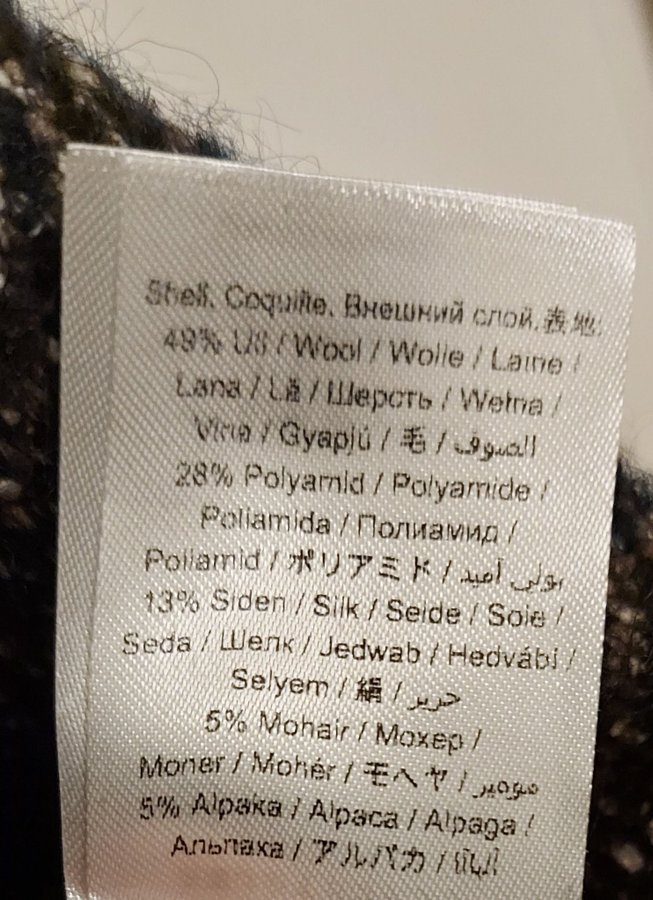 Shell. Coquille. Внешний слой.表地:
49% Ull / Wool / Wolle / Laine /
Lana / Lã / Шерсть / Wełna /
Vlna / Gyapjú / 毛 / الصوف
28% Polyamid / Polyamide /
Poliamida / Полиамид /
Poliamid / ポリアミド / بولي أميد
13% Siden / Silk / Seide / Soie /
Seda / Шелк / Jedwab / Hedvábí /
Selyem / 絹 / حرير
5% Mohair / Мохер /
Moher / Mohér / モヘヤ / موهير
5% Alpaka / Alpaca / Alpaga /
Альпака / アルパカ /